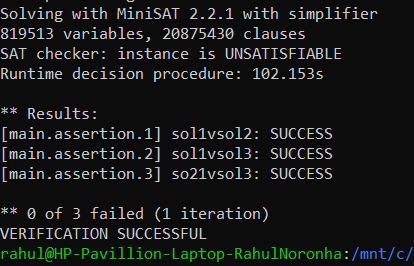 Solving with MiniSAT 2.2.1 with simplifier
819513 variables, 20875430 clauses
SAT checker: instance is UNSATISFIABLE
Runtime decision procedure: 102.153s

** Results:
[main.assertion.1] sol1vsol2: SUCCESS
[main.assertion.2] sol1vsol3: SUCCESS
[main.assertion.3] so21vsol3: SUCCESS

** 0 of 3 failed (1 iteration)
VERIFICATION SUCCESSFUL
rahul@HP-Pavillion-Laptop-RahulNoronha:/mnt/c/